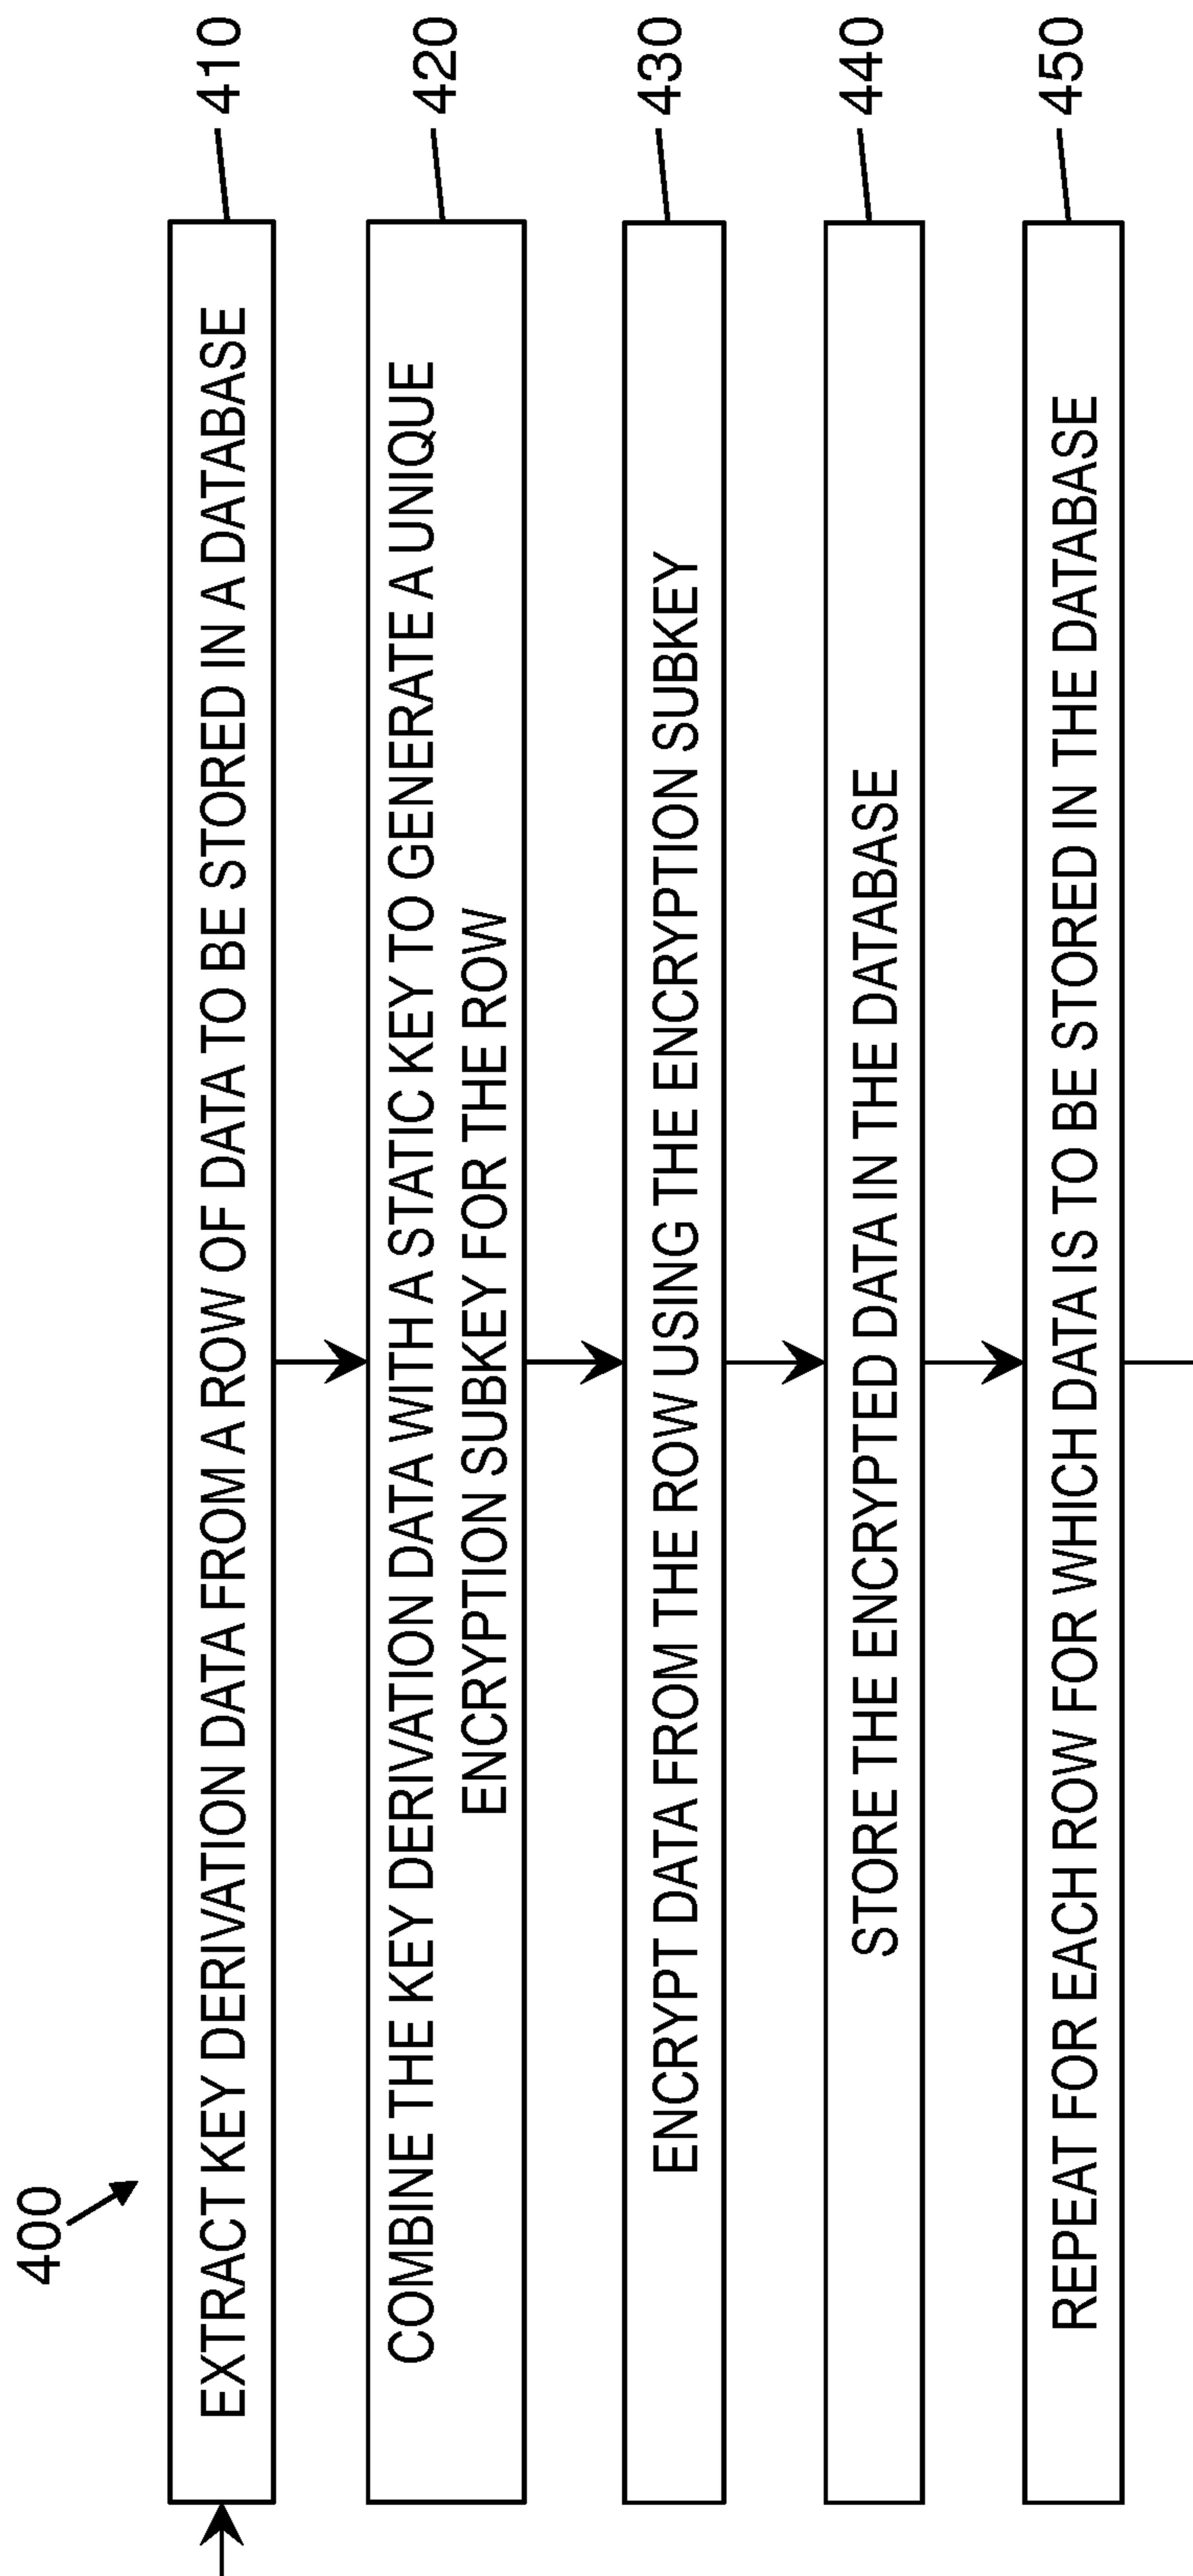 400
EXTRACT KEY DERIVATION DATA FROM A ROW OF DATA TO BE STORED IN A DATABASE
410
COMBINE THE KEY DERIVATION DATA WITH A STATIC KEY TO GENERATE A UNIQUE
ENCRYPTION SUBKEY FOR THE ROW
420
ENCRYPT DATA FROM THE ROW USING THE ENCRYPTION SUBKEY
430
STORE THE ENCRYPTED DATA IN THE DATABASE
440
REPEAT FOR EACH ROW FOR WHICH DATA IS TO BE STORED IN THE DATABASE
450